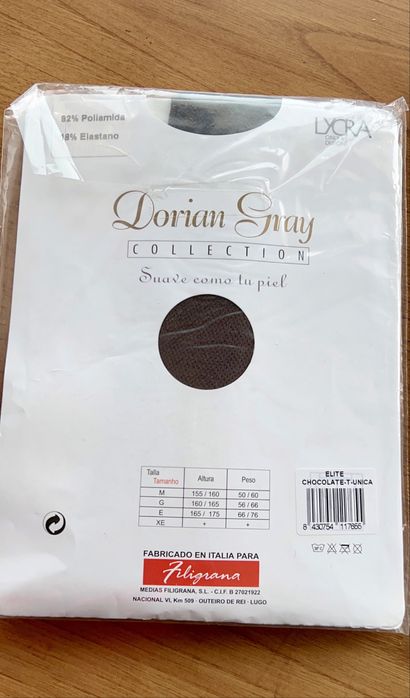 82% Poliamida
18% Elastano
LYCRA
Dorian Gray
COLLECTION
Suave como tu piel
Talla Altura Peso
Tamanho
M 155 / 160 50 / 60
G 160 / 165 56 / 66
E 165 / 175 66 / 76
XE + +
ELITE
CHOCOLATE-T-UNICA
8 430754 117655
FABRICADO EN ITALIA PARA
Filigrana
MEDIAS FILIGRANA, S.L. - C.I.F. B 27021922
NACIONAL VI, Km 509 · OUTEIRO DE REI - LUGO